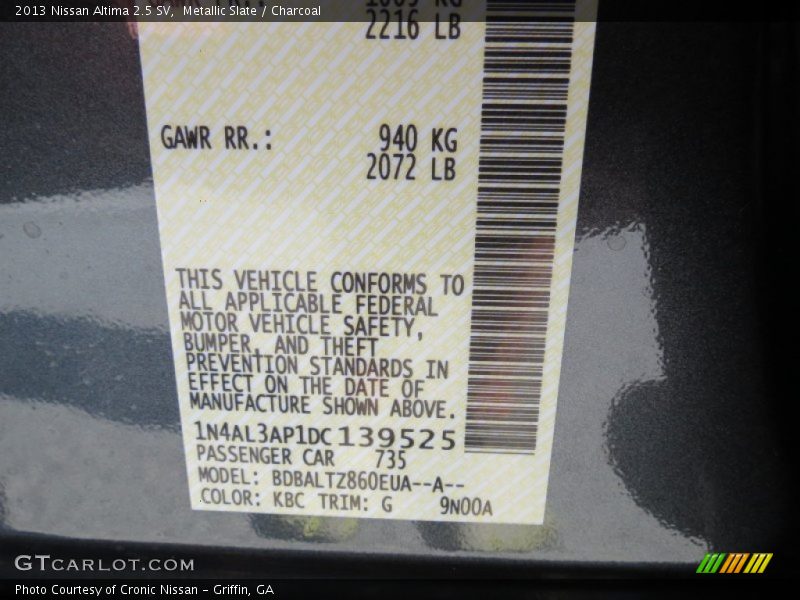 2013 Nissan Altima 2.5 SV, Metallic Slate / Charcoal
2216 LB
GAWR RR.: 940 KG
2072 LB
THIS VEHICLE CONFORMS TO
ALL APPLICABLE FEDERAL
MOTOR VEHICLE SAFETY,
BUMPER, AND THEFT
PREVENTION STANDARDS IN
EFFECT ON THE DATE OF
MANUFACTURE SHOWN ABOVE.
1N4AL3AP1DC139525
PASSENGER CAR 735
MODEL: BDBALTZ860EUA--A--
COLOR: KBC TRIM: G 9N00A
GTCARLOT.COM
Photo Courtesy of Cronic Nissan - Griffin, GA